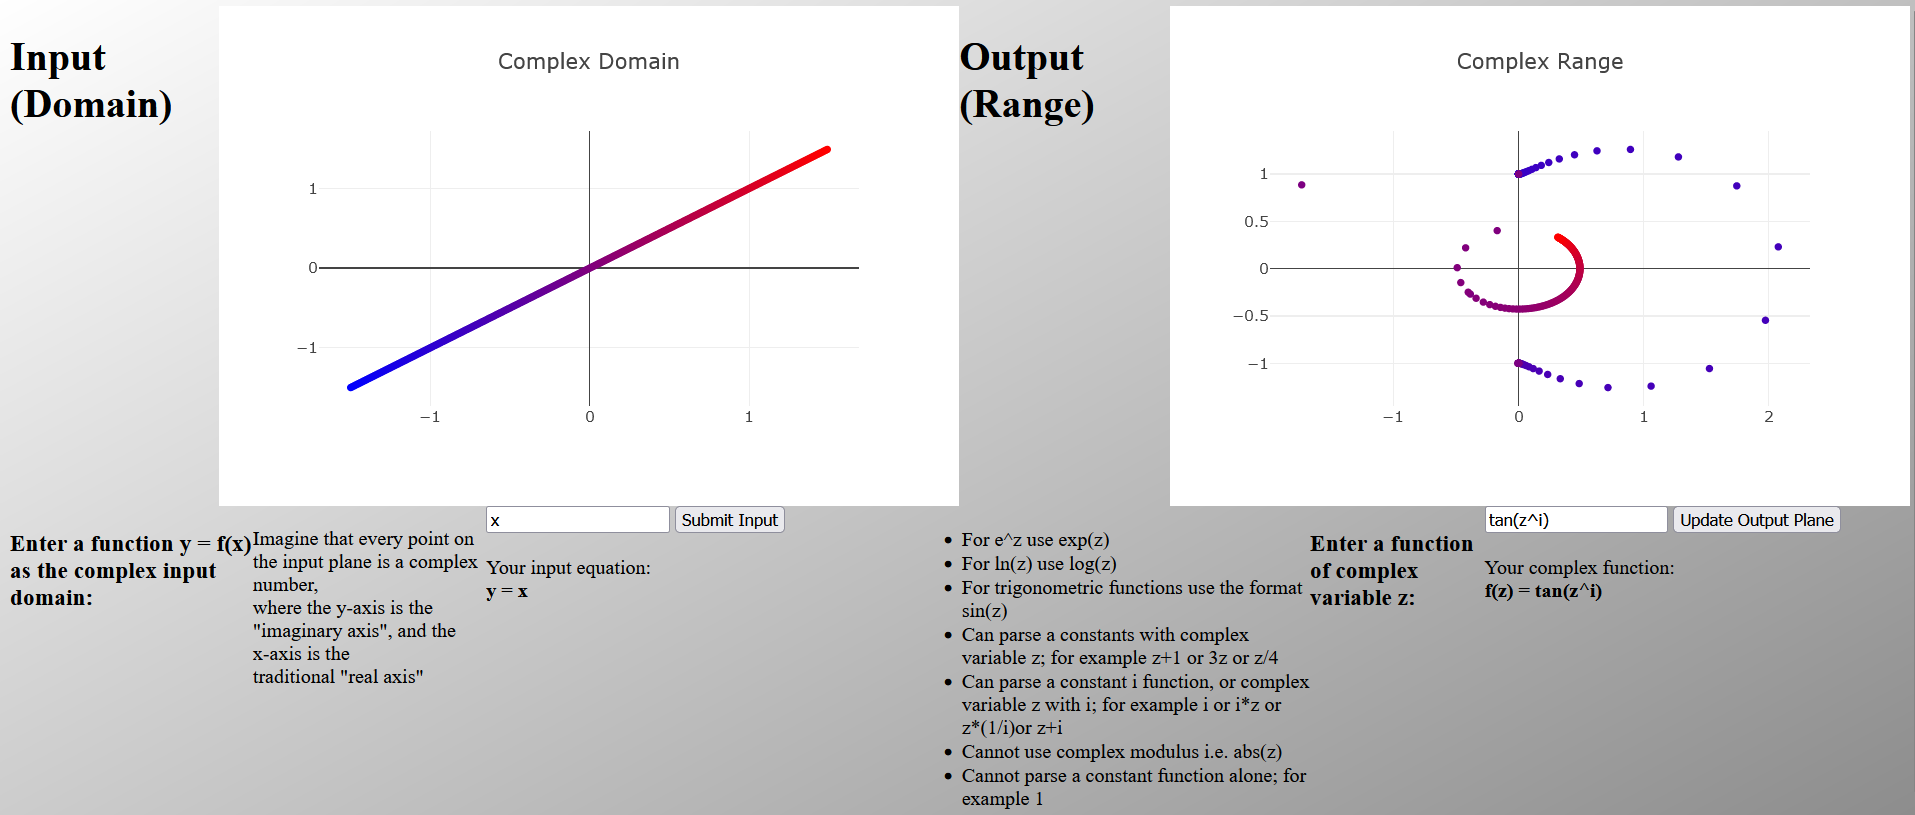 Input
(Domain)
Complex Domain
1
0
−1
−1
0
1
Output
(Range)
Complex Range
1
0.5
0
−0.5
−1
−1
0
1
2
Enter a function y = f(x)
as the complex input
domain:
Imagine that every point on
the input plane is a complex
number,
where the y-axis is the
"imaginary axis", and the
x-axis is the
traditional "real axis"
x
Submit Input
Your input equation:
y = x
• For e^z use exp(z)
• For ln(z) use log(z)
• For trigonometric functions use the format
sin(z)
• Can parse a constants with complex
variable z; for example z+1 or 3z or z/4
• Can parse a constant i function, or complex
variable z with i; for example i or i*z or
z*(1/i)or z+i
• Cannot use complex modulus i.e. abs(z)
• Cannot parse a constant function alone; for
example 1
Enter a function
of complex
variable z:
tan(z^i)
Update Output Plane
Your complex function:
f(z) = tan(z^i)